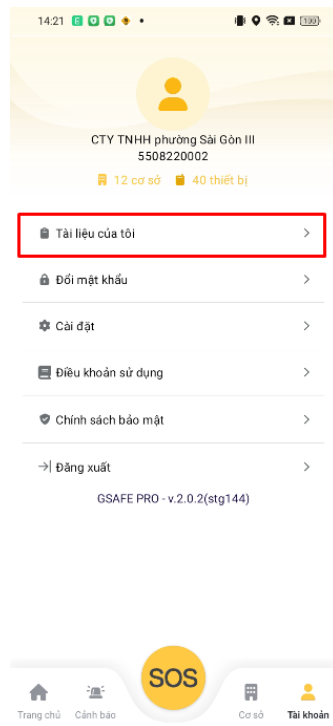 14:21
100
CTY TNHH phường Sài Gòn III
5508220002
12 cơ sở 40 thiết bị
Tài liệu của tôi
Đổi mật khẩu
Cài đặt
Điều khoản sử dụng
Chính sách bảo mật
Đăng xuất
GSAFE PRO - v.2.0.2(stg144)
SOS
Trang chủ Cảnh báo Cơ sở Tài khoản